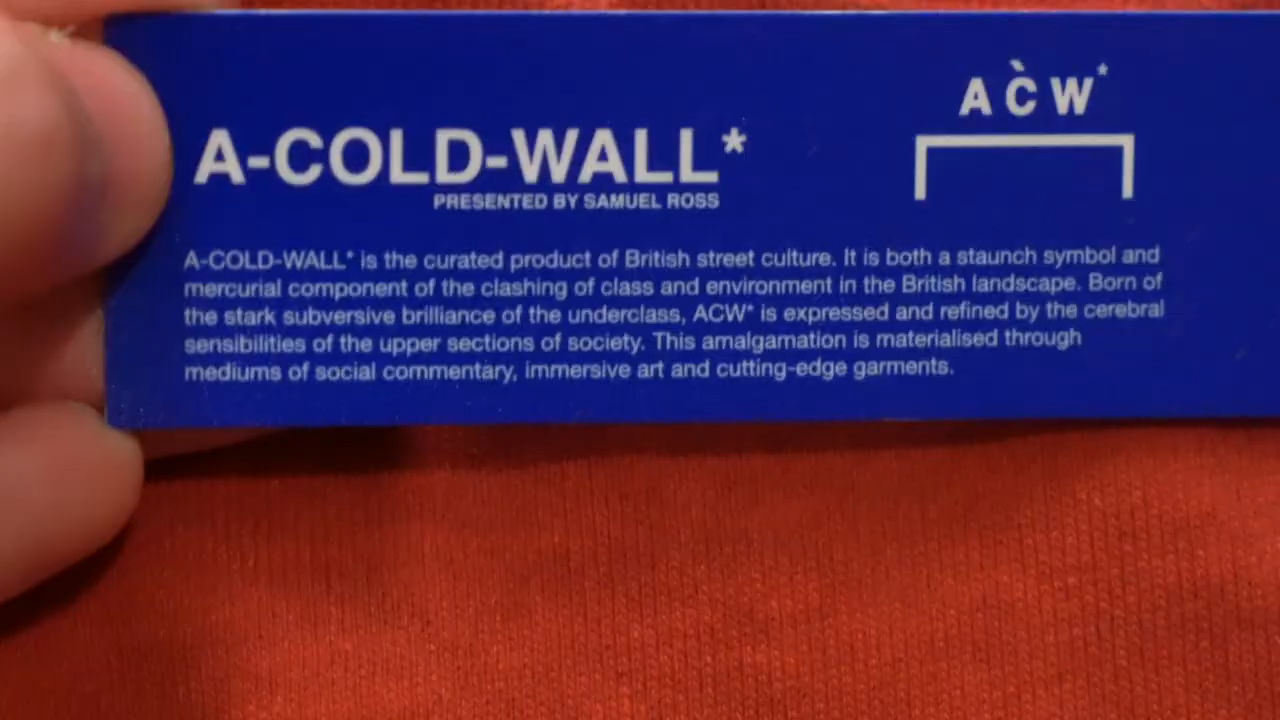 A-COLD-WALL*
PRESENTED BY SAMUEL ROSS
AC̀W*
A-COLD-WALL* is the curated product of British street culture. It is both a staunch symbol and
mercurial component of the clashing of class and environment in the British landscape. Born of
the stark subversive brilliance of the underclass, ACW* is expressed and refined by the cerebral
sensibilities of the upper sections of society. This amalgamation is materialised through
mediums of social commentary, immersive art and cutting-edge garments.